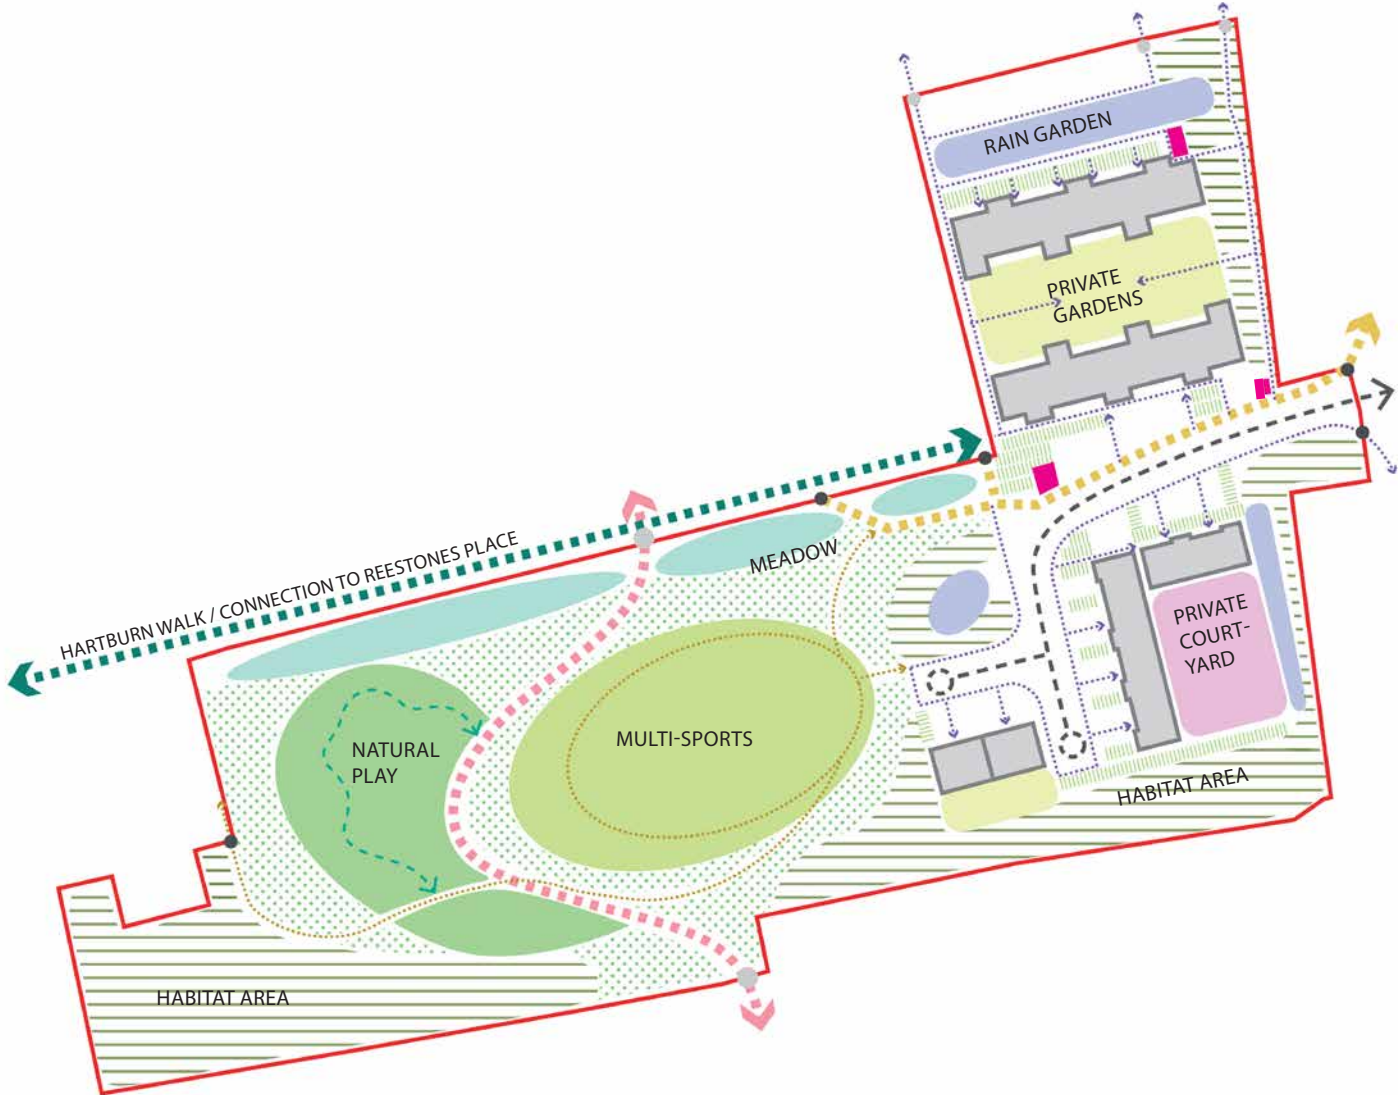 RAIN GARDEN
PRIVATE
GARDENS
HARTBURN WALK / CONNECTION TO REESTONES PLACE
MEADOW
PRIVATE
COURT-
YARD
NATURAL
PLAY
MULTI-SPORTS
HABITAT AREA
HABITAT AREA